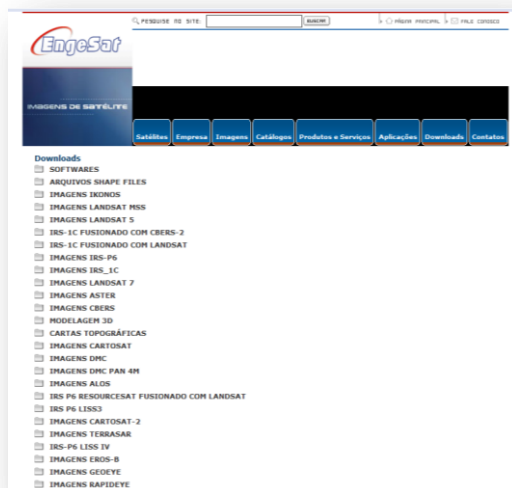 PESQUISE NO SITE: BUSCAR PÁGINA PRINCIPAL FALE CONOSCO
EngeSat
IMAGENS DE SATÉLITE
Satélites Empresa Imagens Catálogos Produtos e Serviços Aplicações Downloads Contatos
Downloads
SOFTWARES
ARQUIVOS SHAPE FILES
IMAGENS IKONOS
IMAGENS LANDSAT MSS
IMAGENS LANDSAT 5
IRS-1C FUSIONADO COM CBERS-2
IRS-1C FUSIONADO COM LANDSAT
IMAGENS IRS-P6
IMAGENS IRS_1C
IMAGENS LANDSAT 7
IMAGENS ASTER
IMAGENS CBERS
MODELAGEM 3D
CARTAS TOPOGRÁFICAS
IMAGENS CARTOSAT
IMAGENS DMC
IMAGENS DMC PAN 4M
IMAGENS ALOS
IRS P6 RESOURCESAT FUSIONADO COM LANDSAT
IRS P6 LISS3
IMAGENS CARTOSAT-2
IMAGENS TERRASAR
IRS-P6 LISS IV
IMAGENS EROS-B
IMAGENS GEOEYE
IMAGENS RAPIDEYE